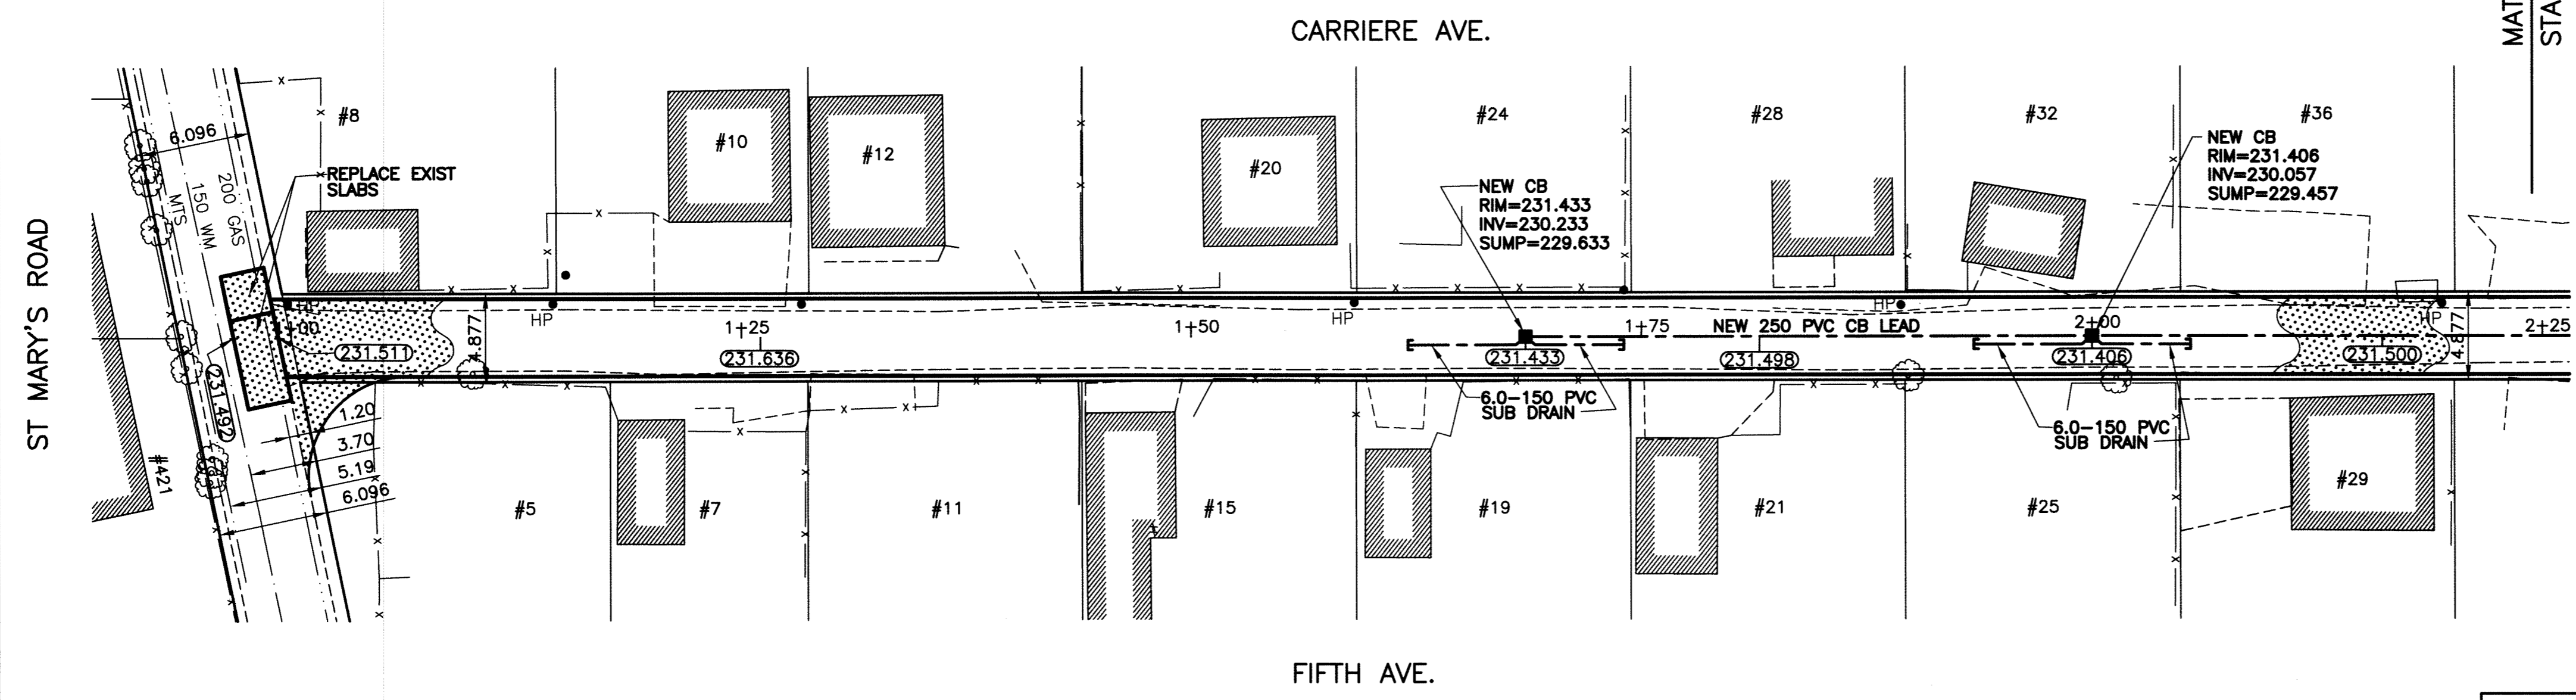 CARRIERE AVE.
MAT
STA
ST MARY'S ROAD
#8
#10
#12
#20
#24
#28
#32
#36
6.096
REPLACE EXIST
SLABS
200 GAS
150 WM
MTS
NEW CB
RIM=231.433
INV=230.233
SUMP=229.633
NEW CB
RIM=231.406
INV=230.057
SUMP=229.457
HP
HP
HP
HP
1+00
1+25
1+50
1+75
2+00
2+25
4.877
NEW 250 PVC CB LEAD
4.877
231.511
231.636
231.433
231.498
231.406
231.500
231.492
6.0-150 PVC
SUB DRAIN
6.0-150 PVC
SUB DRAIN
1.20
3.70
5.19
6.096
#421
#5
#7
#11
#15
#19
#21
#25
#29
FIFTH AVE.